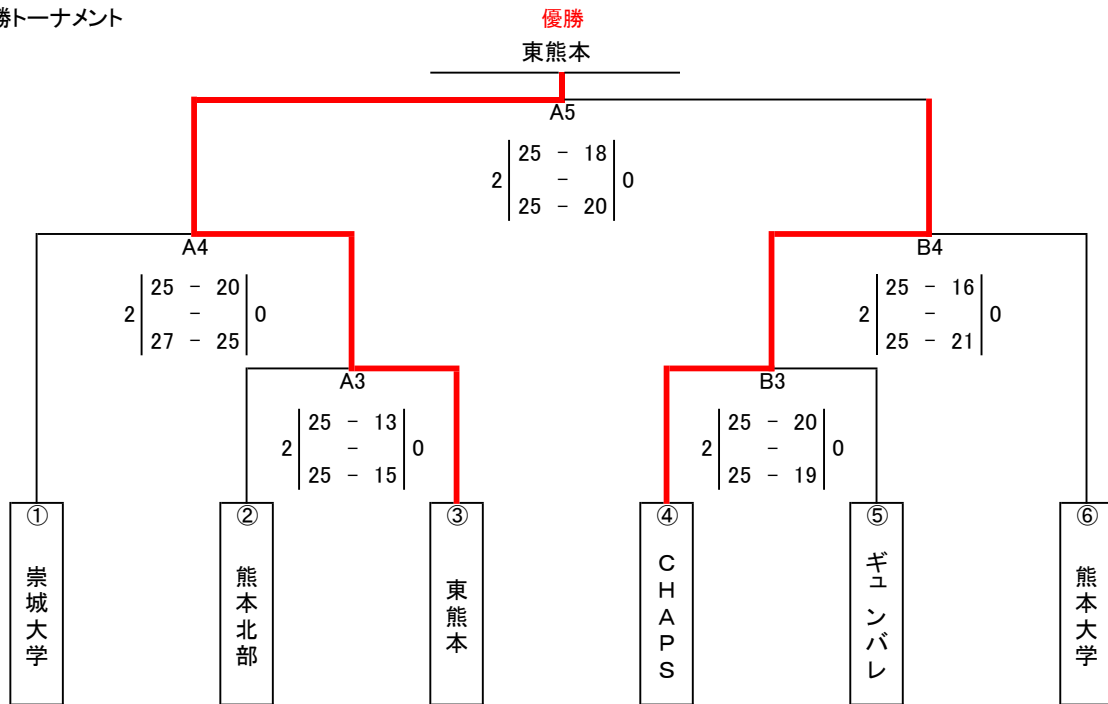 勝トーナメント
優勝
東熊本
A5
25 - 18
2 - 0
25 - 20
A4
25 - 20
2 - 0
27 - 25
B4
25 - 16
2 - 0
25 - 21
A3
25 - 13
2 - 0
25 - 15
B3
25 - 20
2 - 0
25 - 19
①
崇城大学
②
熊本北部
③
東熊本
④
CHAPS
⑤
ギュンバレ
⑥
熊本大学